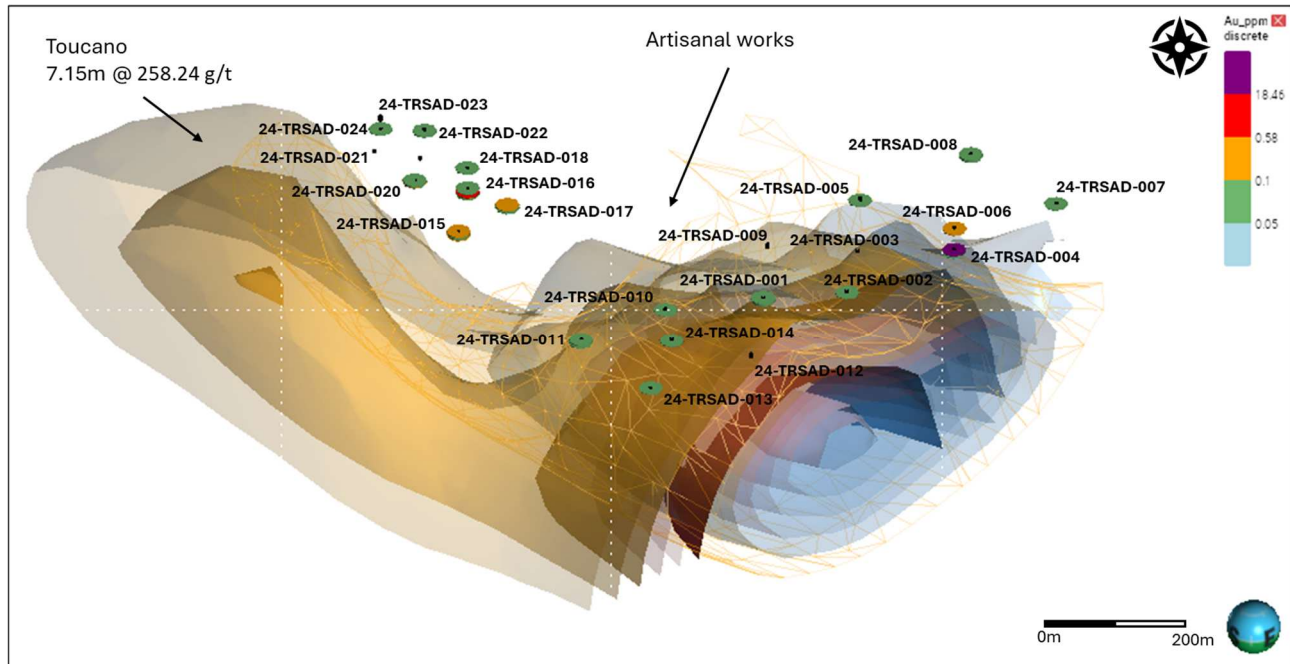 Toucano
7.15m @ 258.24 g/t
Artisanal works
Au_ppm
discrete
18.46
0.58
0.1
0.05
24-TRSAD-023
24-TRSAD-024
24-TRSAD-022
24-TRSAD-021
24-TRSAD-018
24-TRSAD-020
24-TRSAD-016
24-TRSAD-017
24-TRSAD-015
24-TRSAD-008
24-TRSAD-005
24-TRSAD-007
24-TRSAD-006
24-TRSAD-009
24-TRSAD-003
24-TRSAD-004
24-TRSAD-001
24-TRSAD-002
24-TRSAD-010
24-TRSAD-011
24-TRSAD-014
24-TRSAD-012
24-TRSAD-013
0m
200m
E